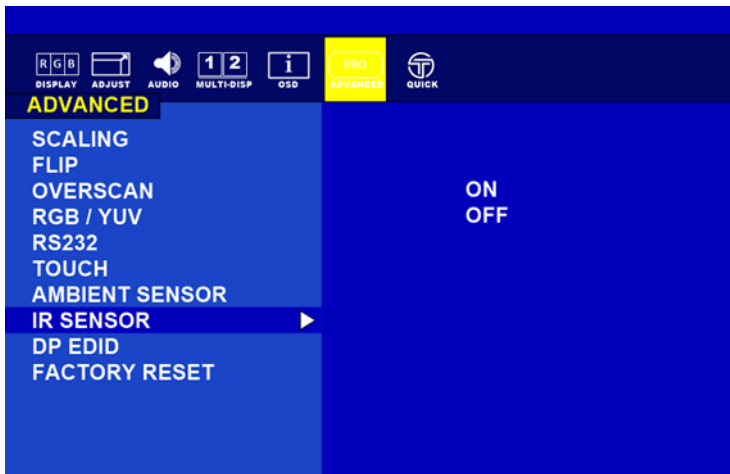 RGB 12 i PRO
DISPLAY ADJUST AUDIO MULTI-DISP OSD ADVANCED QUICK
ADVANCED
SCALING
FLIP
OVERSCAN ON
RGB / YUV OFF
RS232
TOUCH
AMBIENT SENSOR
IR SENSOR
DP EDID
FACTORY RESET